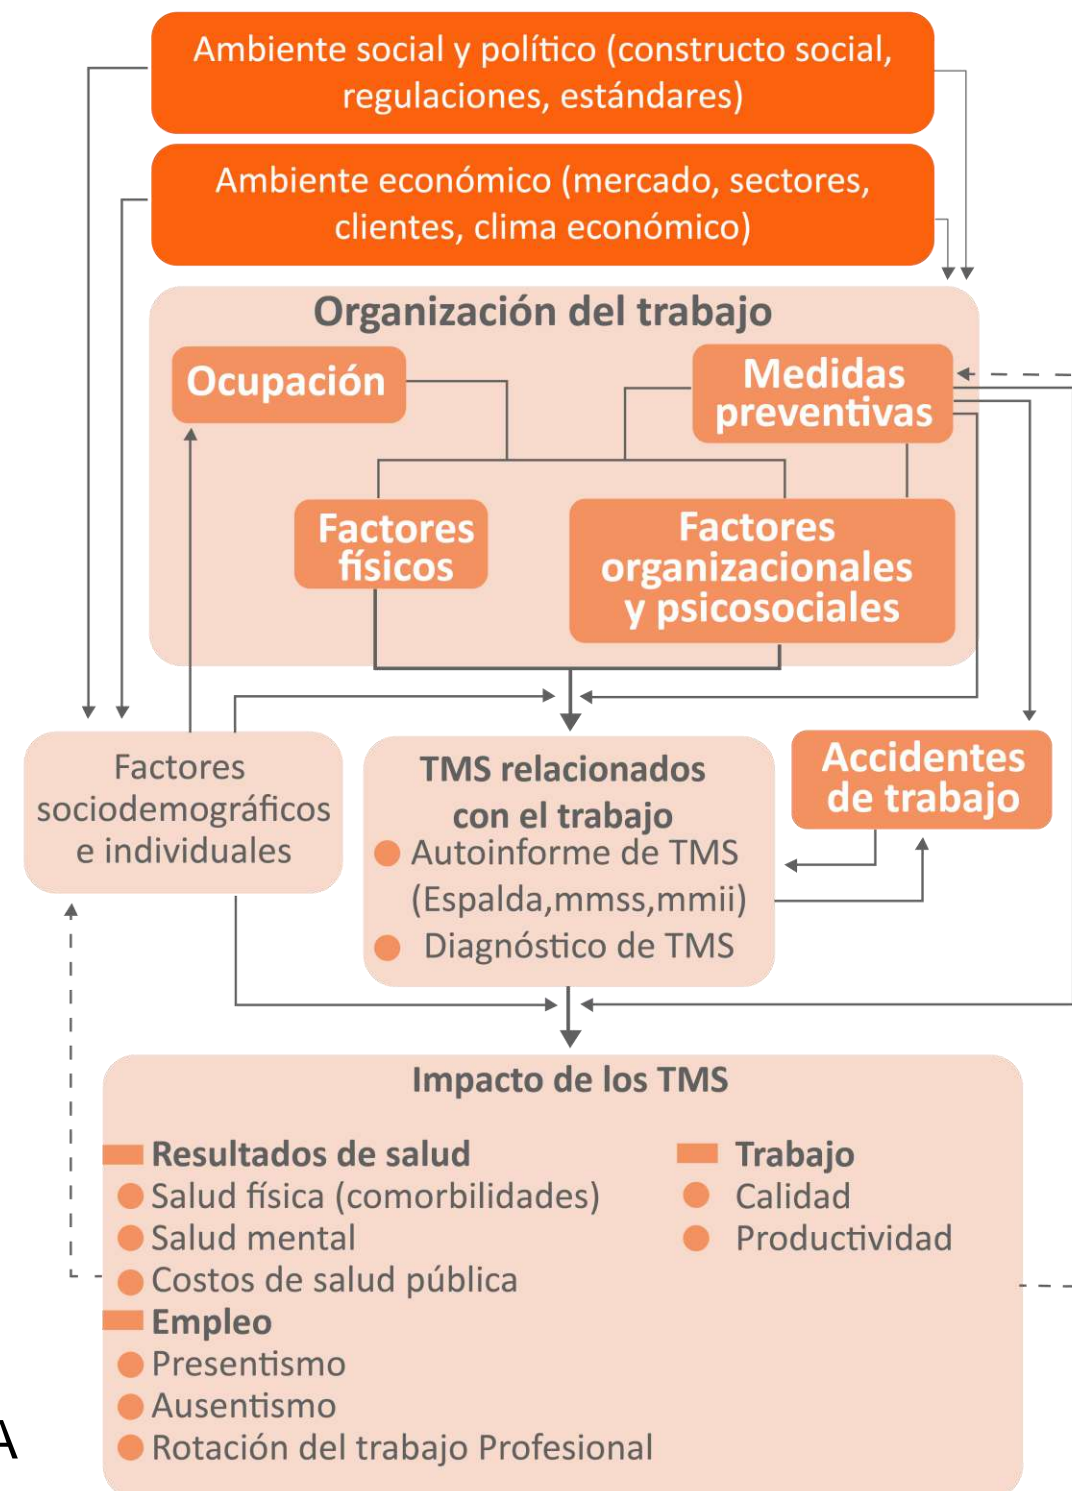 Ambiente social y político (constructo social,
regulaciones, estándares)
Ambiente económico (mercado, sectores,
clientes, clima económico)
Organización del trabajo
Ocupación
Medidas
preventivas
Factores
físicos
Factores
organizacionales
y psicosociales
Factores
sociodemográficos
e individuales
TMS relacionados
con el trabajo
Autoinforme de TMS
(Espalda,mmss,mmii)
Diagnóstico de TMS
Accidentes
de trabajo
Impacto de los TMS
Resultados de salud
Salud física (comorbilidades)
Salud mental
Costos de salud pública
Empleo
Presentismo
Ausentismo
Rotación del trabajo Profesional
Trabajo
Calidad
Productividad
A